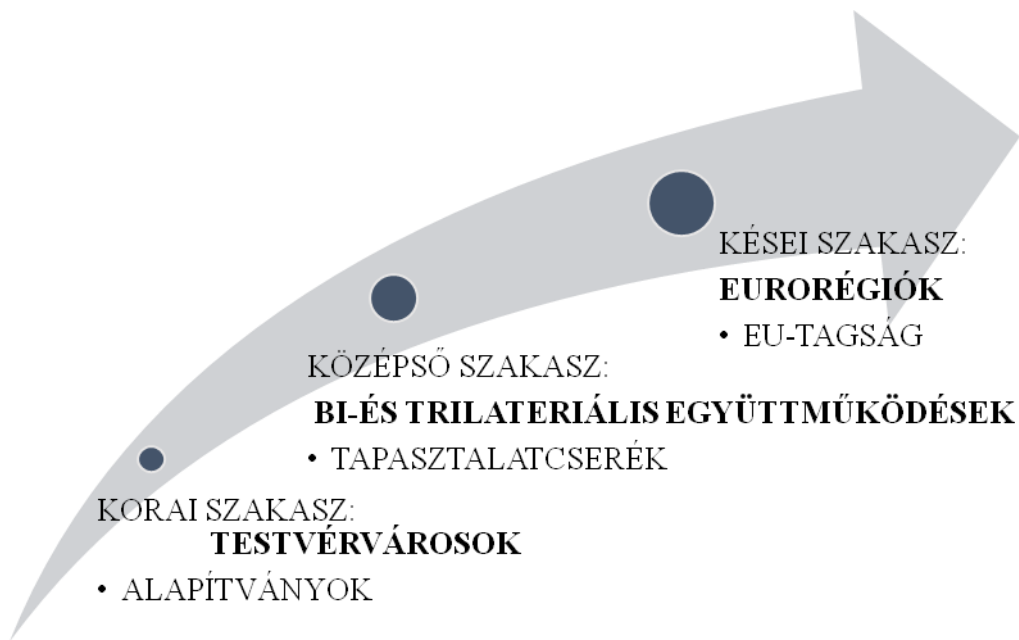 KÉSEI SZAKASZ:
EURORÉGIÓK
• EU-TAGSÁG
KÖZÉPSŐ SZAKASZ:
BI-ÉS TRILATERIÁLIS EGYÜTTMŰKÖDÉSEK
• TAPASZTALATCSERÉK
KORAI SZAKASZ:
TESTVÉRVÁROSOK
• ALAPÍTVÁNYOK